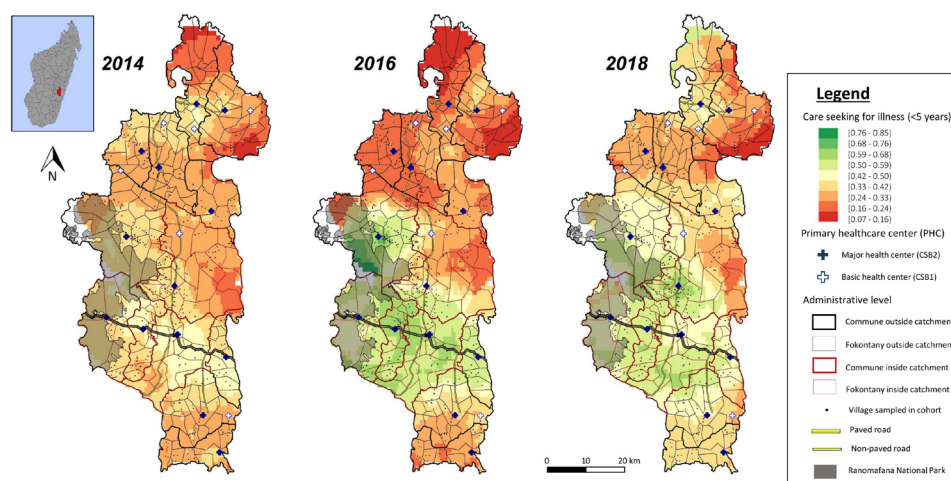 2014
2016
2018
N
0 10 20 km
Legend
Care seeking for illness (<5 years)
[0.76 - 0.85]
[0.68 - 0.76]
[0.59 - 0.68]
[0.50 - 0.59]
[0.42 - 0.50]
[0.33 - 0.42]
[0.24 - 0.33]
[0.16 - 0.24]
[0.07 - 0.16]
Primary healthcare center (PHC)
Major health center (CSB2)
Basic health center (CSB1)
Administrative level
Commune outside catchmen
Fokontany outside catchmen
Commune inside catchment
Fokontany inside catchment
Village sampled in cohort
Paved road
Non-paved road
Ranomafana National Park